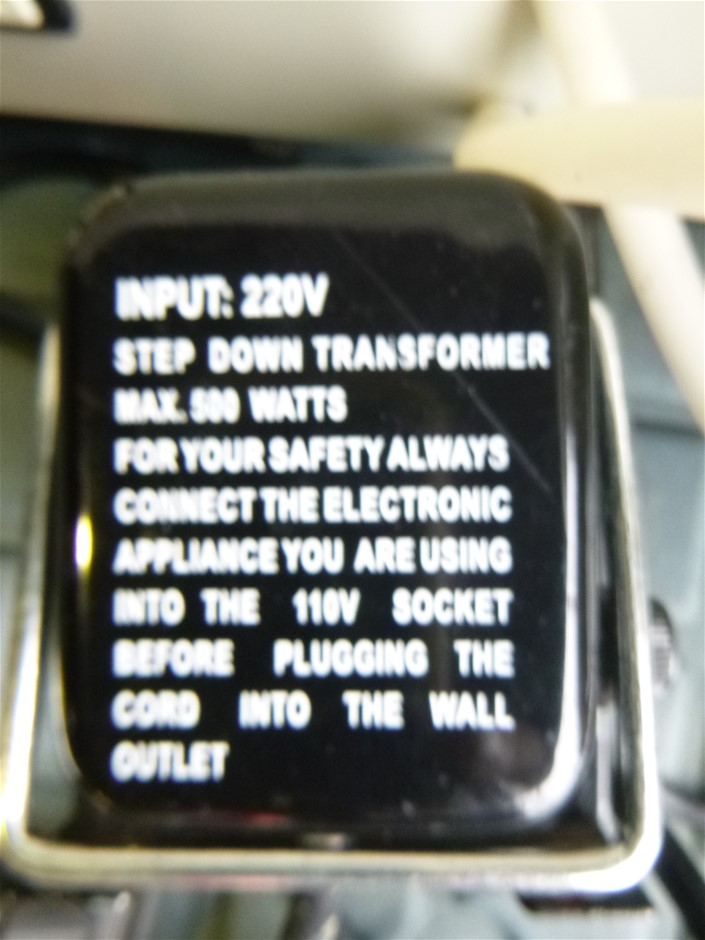 INPUT: 220V
STEP DOWN TRANSFORMER
MAX. 500 WATTS
FOR YOUR SAFETY ALWAYS
CONNECT THE ELECTRONIC
APPLIANCE YOU ARE USING
INTO THE 110V SOCKET
BEFORE PLUGGING THE
CORD INTO THE WALL
OUTLET